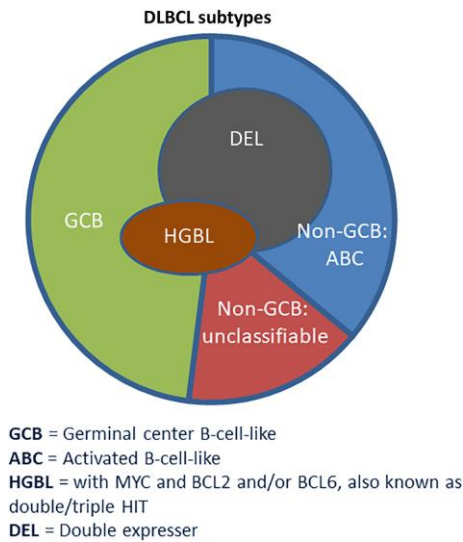 DLBCL subtypes
DEL
GCB
HGBL
Non-GCB:
ABC
Non-GCB:
unclassifiable
GCB = Germinal center B-cell-like
ABC = Activated B-cell-like
HGBL = with MYC and BCL2 and/or BCL6, also known as
double/triple HIT
DEL = Double expresser